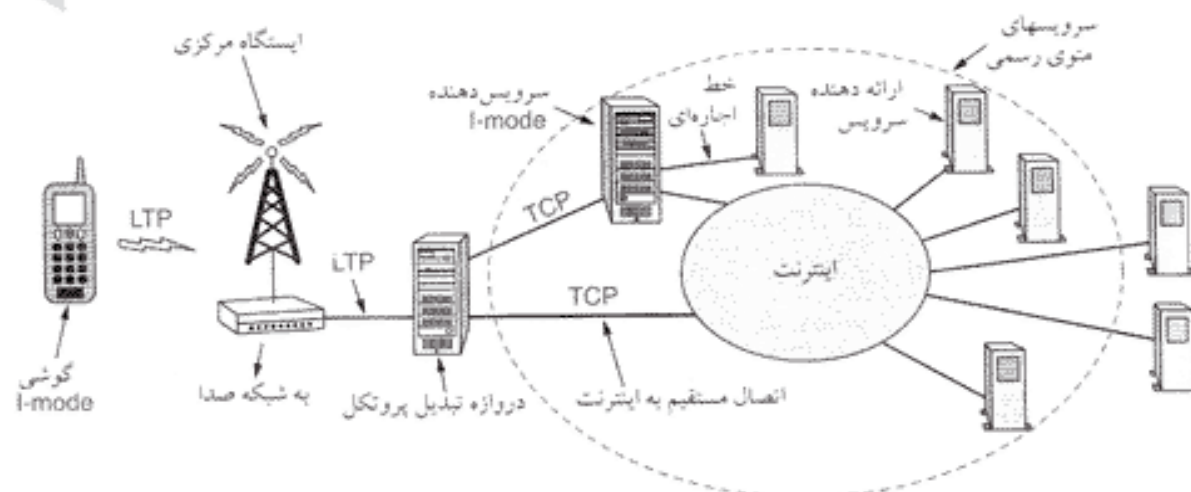 سرویسهای
منوی رسمی
ایستگاه مرکزی
سرویس‌دهنده
I-mode
خط
اجاره‌ای
ارائه دهنده
سرویس
LTP
TCP
LTP
TCP
اینترنت
گوشی
I-mode
به شبکه صدا
دروازه تبدیل پروتکل
اتصال مستقیم به اینترنت